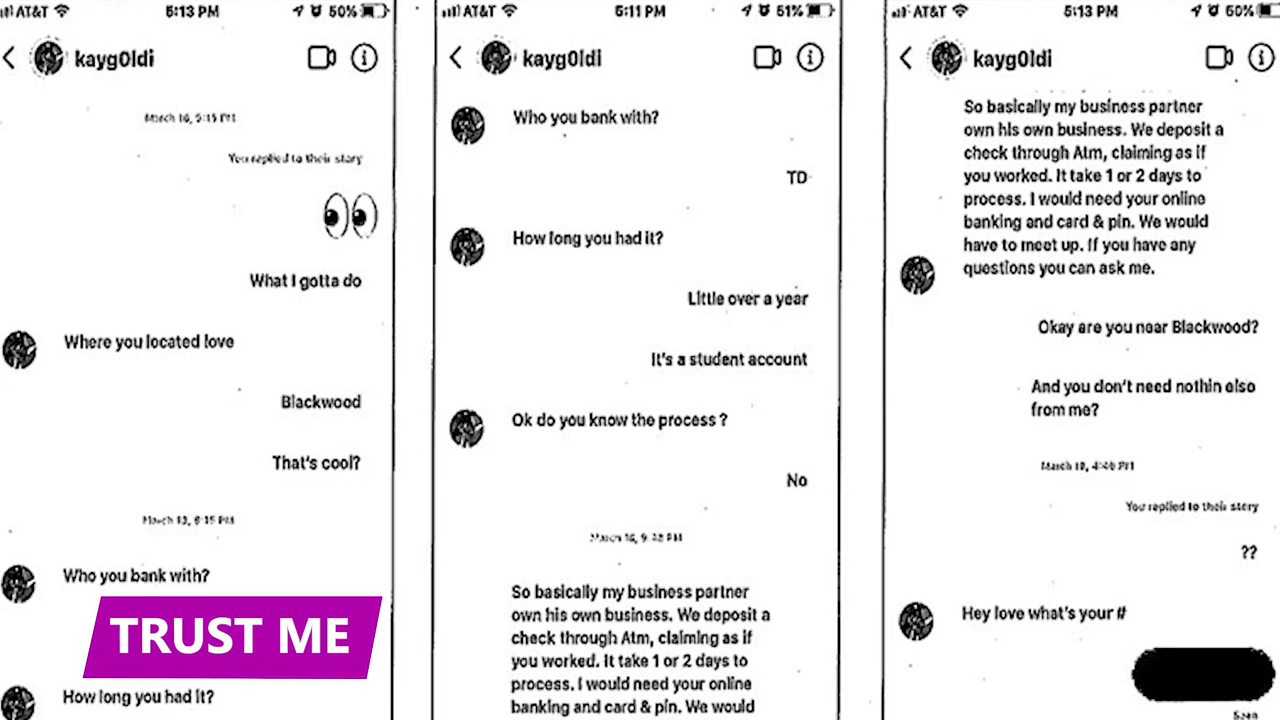 AT&T 5:13 PM 50%
kayg0ldi
March 16, 5:15 PM
You replied to their story
👀
What I gotta do
Where you located love
Blackwood
That's cool?
Who you bank with?
TRUST ME
How long you had it?
AT&T 5:11 PM 51%
kayg0ldi
Who you bank with?
TD
How long you had it?
Little over a year
It's a student account
Ok do you know the process ?
No
So basically my business partner
own his own business. We deposit a
check through Atm, claiming as if
you worked. It take 1 or 2 days to
process. I would need your online
banking and card & pin. We would
AT&T 5:13 PM 50%
kayg0ldi
So basically my business partner
own his own business. We deposit a
check through Atm, claiming as if
you worked. It take 1 or 2 days to
process. I would need your online
banking and card & pin. We would
have to meet up. If you have any
questions you can ask me.
Okay are you near Blackwood?
And you don't need nothin else
from me?
You replied to their story
??
Hey love what's your #
Seen